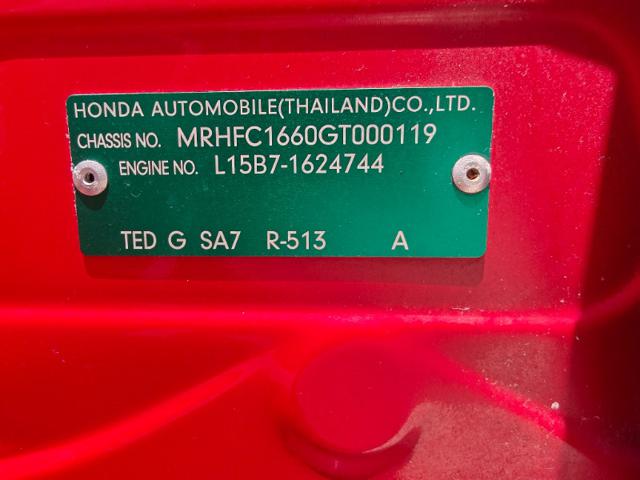 HONDA AUTOMOBILE(THAILAND)CO.,LTD.
CHASSIS NO. MRHFC1660GT000119
ENGINE NO. L15B7-1624744
TED G SA7 R-513 A